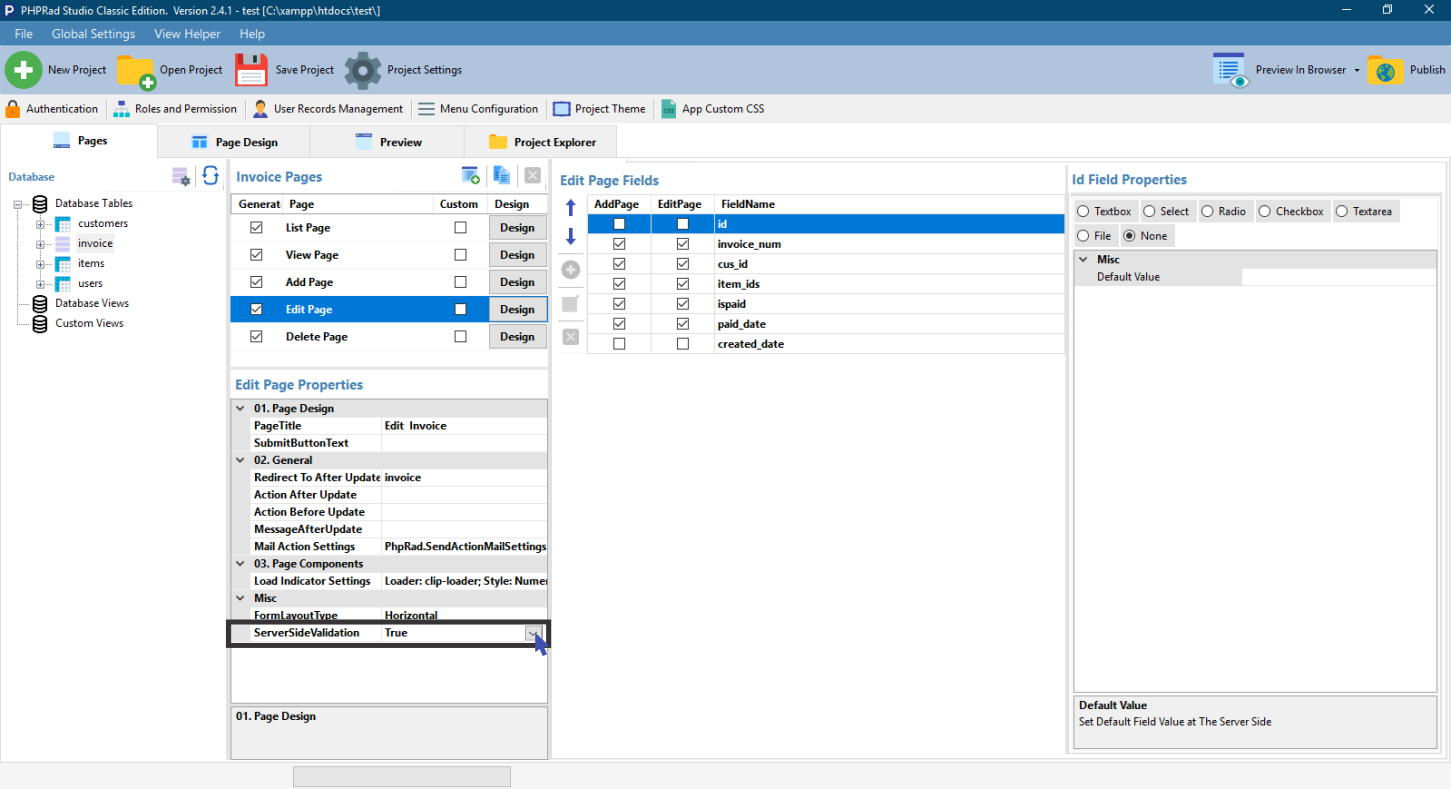 PHPRad Studio Classic Edition.  Version 2.4.1 - test [C:\xampp\htdocs\test\]
File Global Settings View Helper Help
New Project Open Project Save Project Project Settings Preview In Browser Publish
Authentication Roles and Permission User Records Management Menu Configuration Project Theme App Custom CSS
Pages Page Design Preview Project Explorer
Database
Database Tables
customers
invoice
items
users
Database Views
Custom Views
Invoice Pages
Generat Page Custom Design
List Page Design
View Page Design
Add Page Design
Edit Page Design
Delete Page Design
Edit Page Properties
01. Page Design
PageTitle Edit  Invoice
SubmitButtonText
02. General
Redirect To After Update invoice
Action After Update
Action Before Update
MessageAfterUpdate
Mail Action Settings PhpRad.SendActionMailSettings
03. Page Components
Load Indicator Settings Loader: clip-loader; Style: Numer
Misc
FormLayoutType Horizontal
ServerSideValidation True
01. Page Design
Edit Page Fields
AddPage EditPage FieldName
id
invoice_num
cus_id
item_ids
ispaid
paid_date
created_date
Id Field Properties
Textbox Select Radio Checkbox Textarea
File None
Misc
Default Value
Default Value
Set Default Field Value at The Server Side